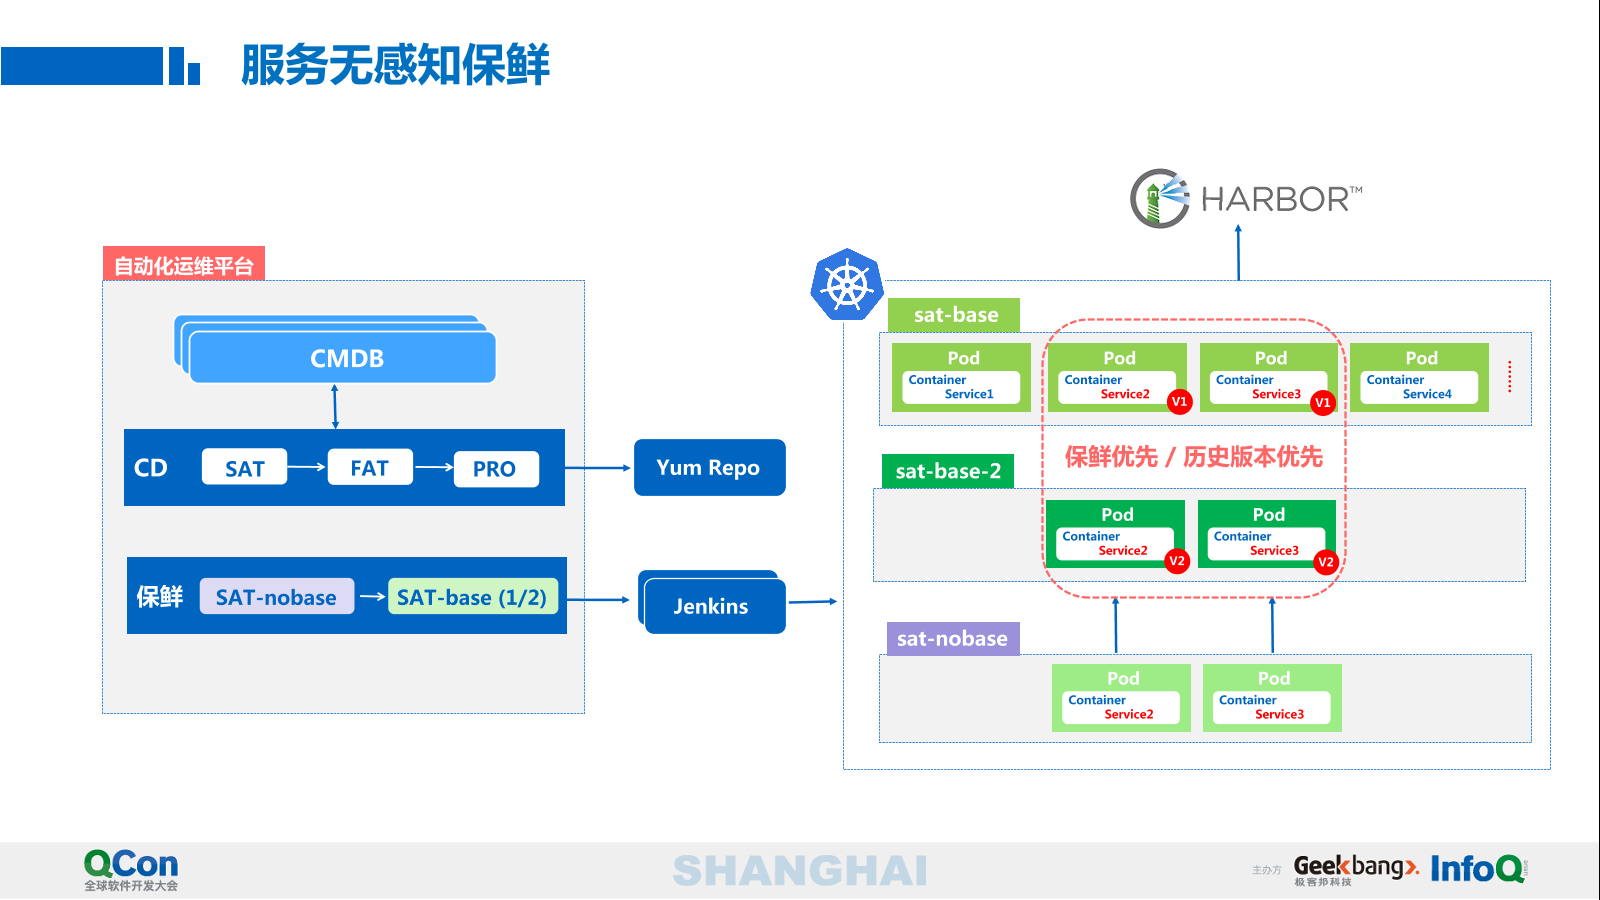 服务无感知保鲜
HARBOR™
自动化运维平台
CMDB
CD
SAT
FAT
PRO
Yum Repo
保鲜
SAT-nobase
SAT-base (1/2)
Jenkins
sat-base
Pod
Container
Service1
Pod
Container
Service2
V1
Pod
Container
Service3
V1
Pod
Container
Service4
保鲜优先 / 历史版本优先
sat-base-2
Pod
Container
Service2
V2
Pod
Container
Service3
V2
sat-nobase
Pod
Container
Service2
Pod
Container
Service3
QCon
全球软件开发大会
SHANGHAI
主办方
Geekbang
极客邦科技
InfoQ